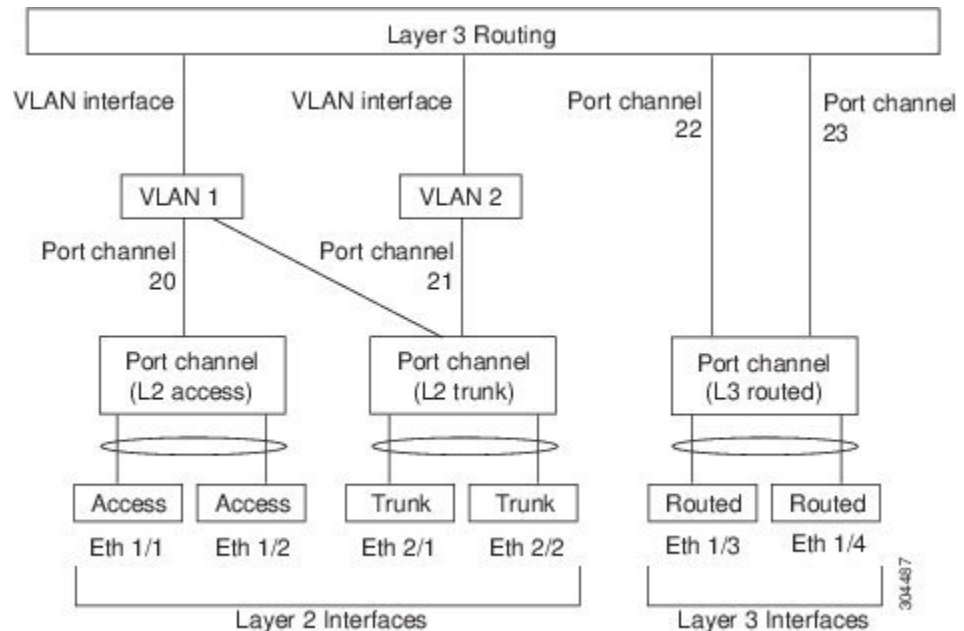 Layer 3 Routing
VLAN interface
VLAN interface
Port channel
22
Port channel
23
VLAN 1
VLAN 2
Port channel
20
Port channel
21
Port channel
(L2 access)
Port channel
(L2 trunk)
Port channel
(L3 routed)
Access
Access
Trunk
Trunk
Routed
Routed
Eth 1/1
Eth 1/2
Eth 2/1
Eth 2/2
Eth 1/3
Eth 1/4
Layer 2 Interfaces
Layer 3 Interfaces
304487